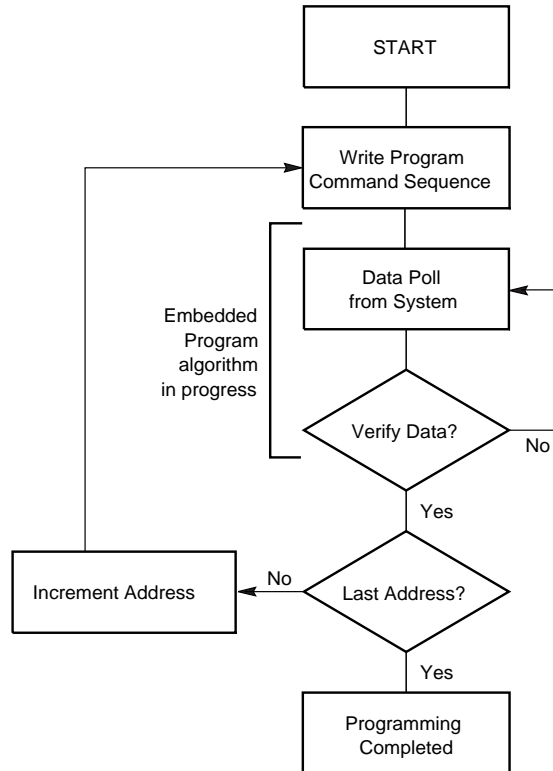 START
Write Program
Command Sequence
Data Poll
from System
Embedded
Program
algorithm
in progress
Verify Data?
No
Yes
Increment Address
No
Last Address?
Yes
Programming
Completed